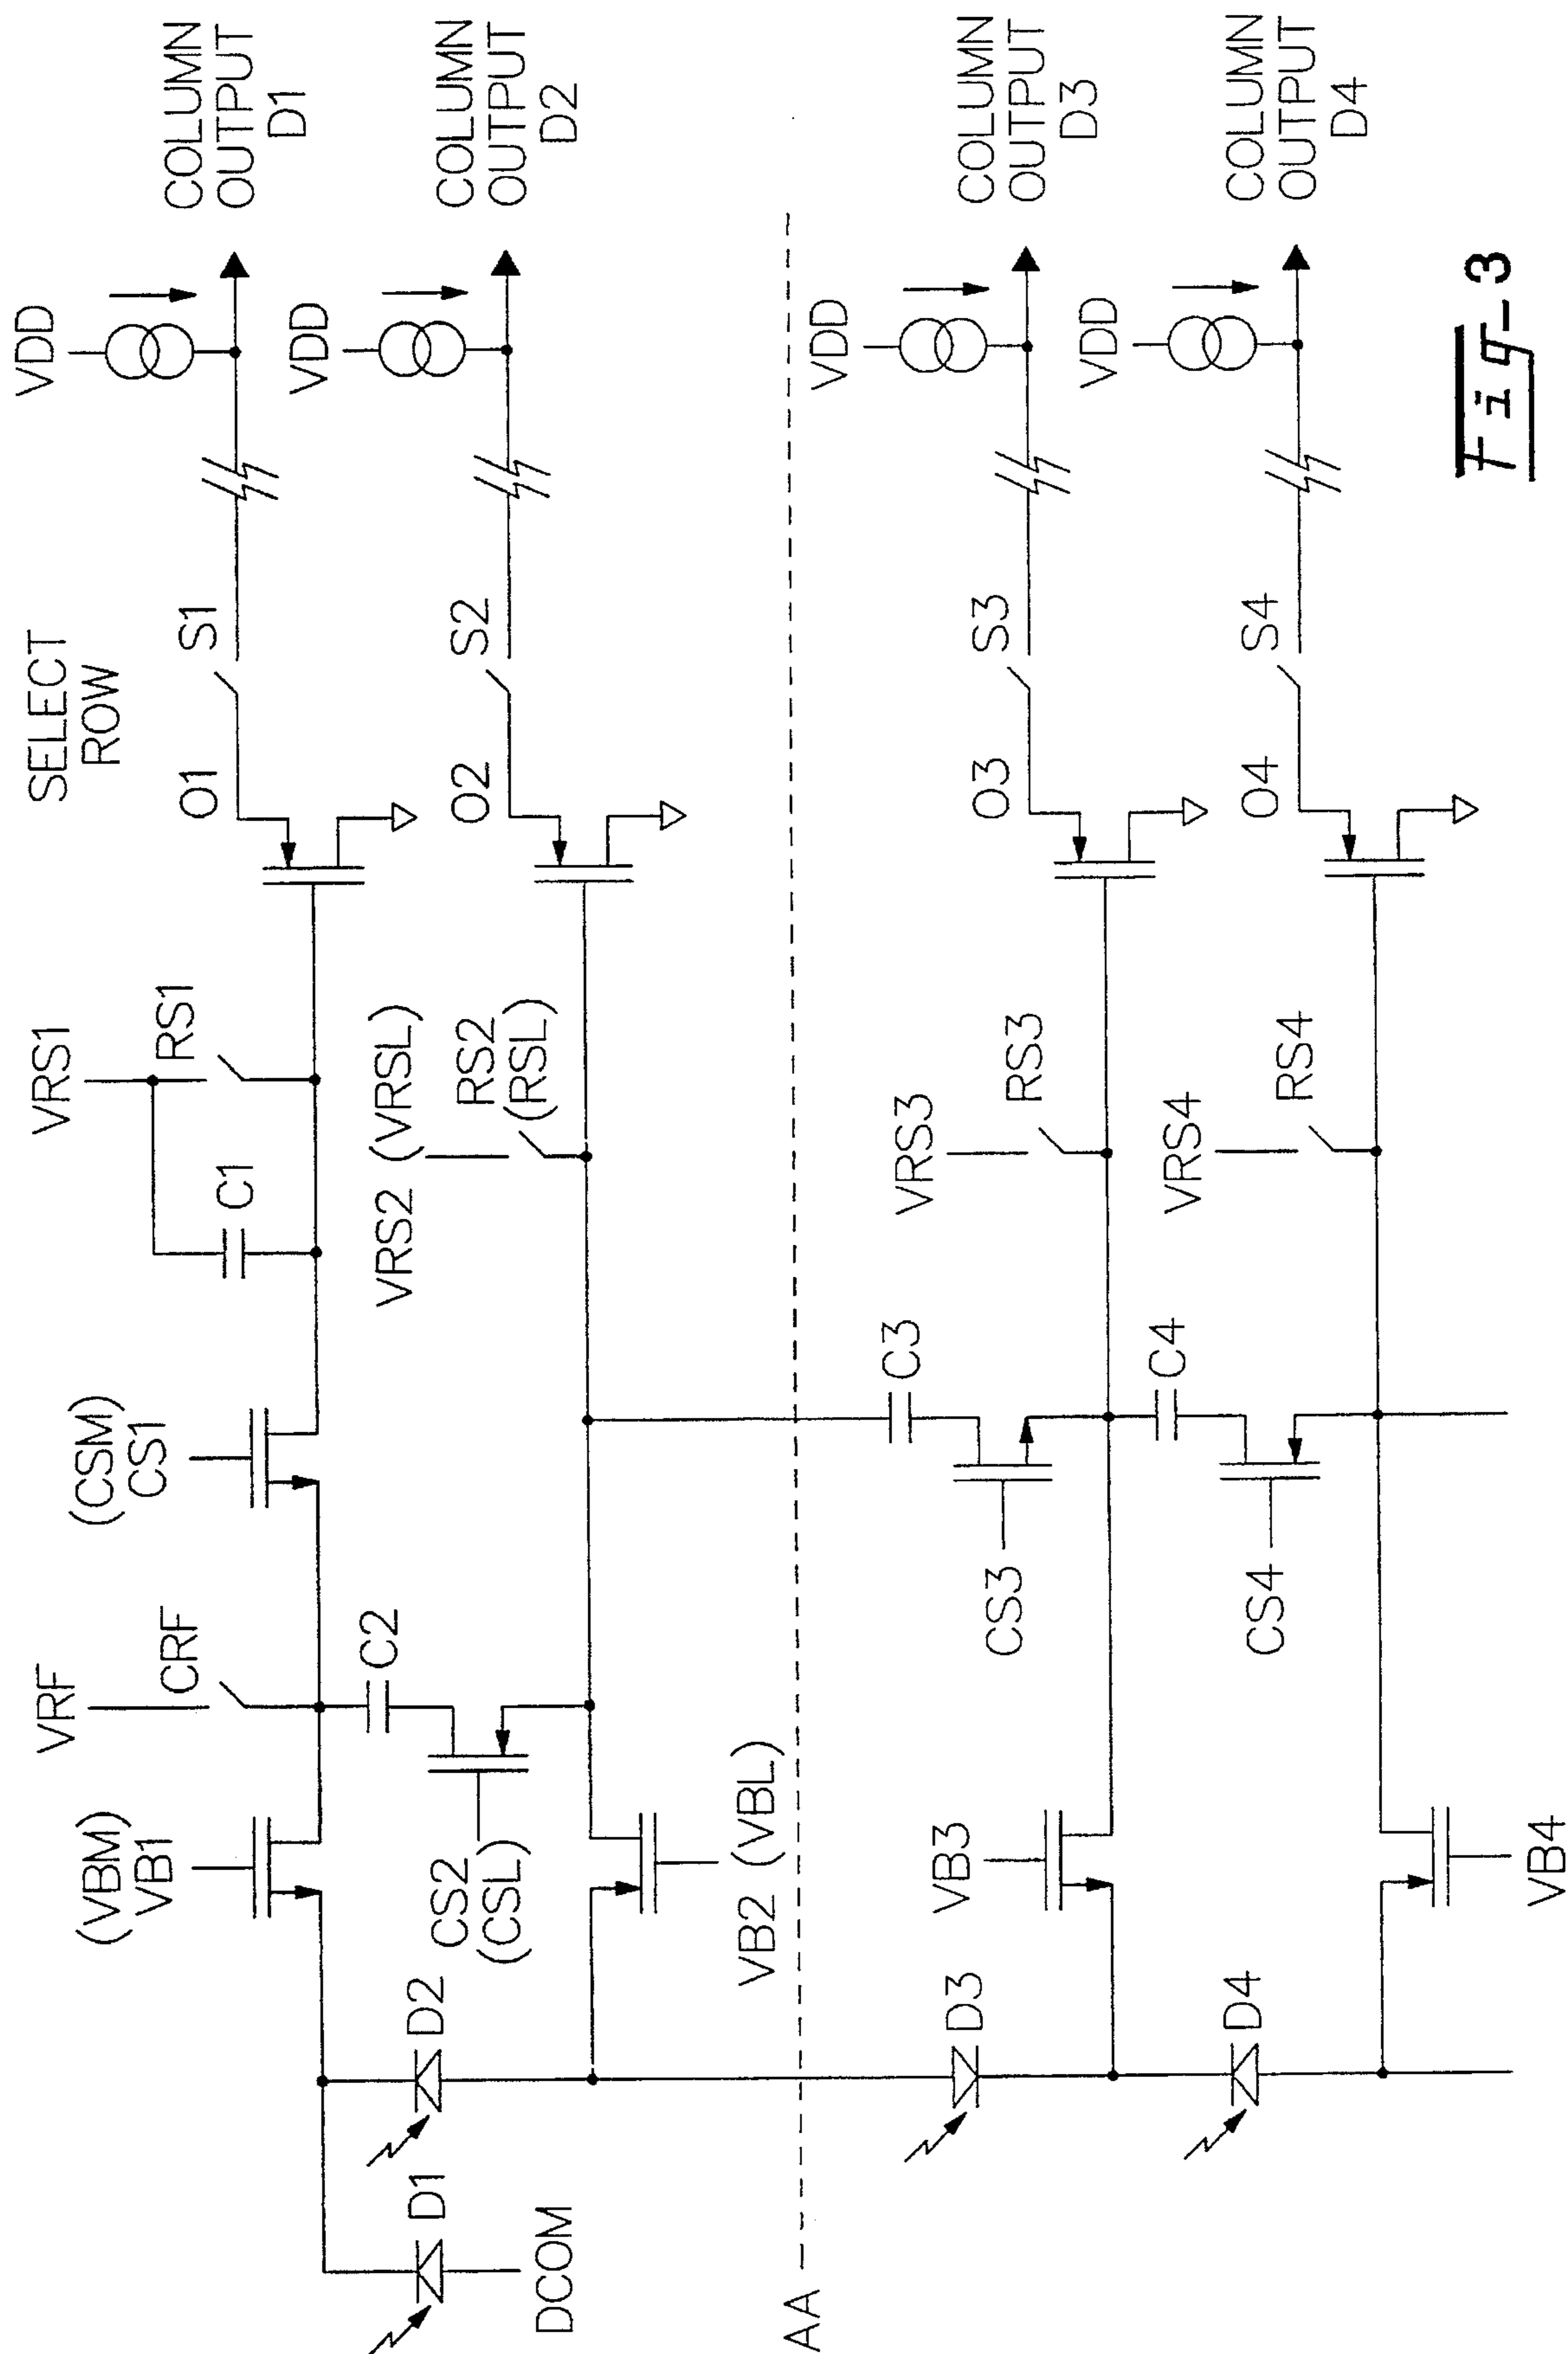 VDD
COLUMN
OUTPUT
D1
SELECT
ROW
S1
O1
VRS1
RS1
C1
(CSM)
CS1
VRF
CRF
(VBM)
VB1
VDD
COLUMN
OUTPUT
D2
S2
O2
VRS2 (VRSL)
RS2
(RSL)
C2
CS2
(CSL)
VB2 (VBL)
D2
D1
DCOM
AA
VDD
COLUMN
OUTPUT
D3
S3
O3
VRS3
RS3
C3
CS3
VB3
D3
VDD
COLUMN
OUTPUT
D4
S4
O4
VRS4
RS4
C4
CS4
VB4
D4
Fig-3